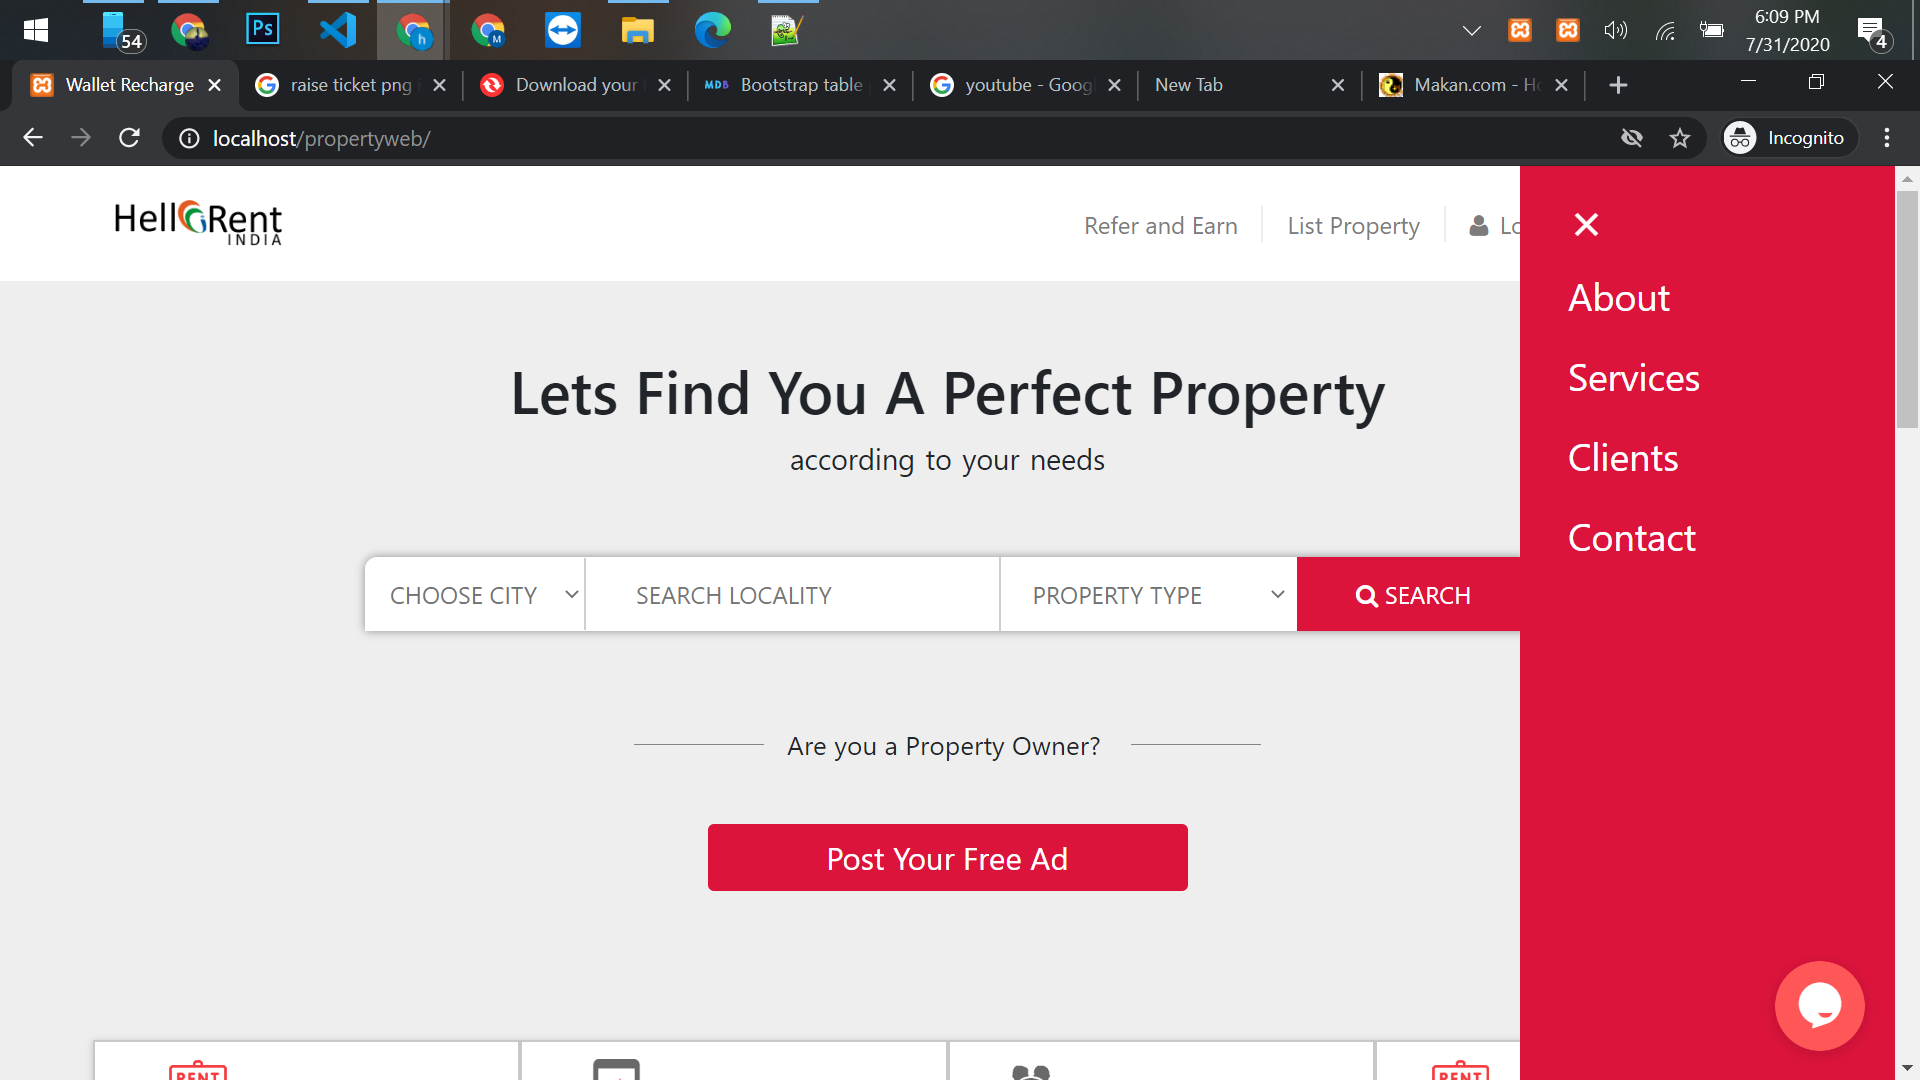 54
Ps
h
M
6:09 PM
7/31/2020
4
Wallet Recharge
raise ticket png
Download your
MDB
Bootstrap table
youtube - Goog
New Tab
Makan.com - Ho
localhost/propertyweb/
Incognito
HelloRent
INDIA
Refer and Earn
List Property
Lo
About
Services
Clients
Contact
Lets Find You A Perfect Property
according to your needs
CHOOSE CITY
SEARCH LOCALITY
PROPERTY TYPE
SEARCH
Are you a Property Owner?
Post Your Free Ad
RENT
RENT